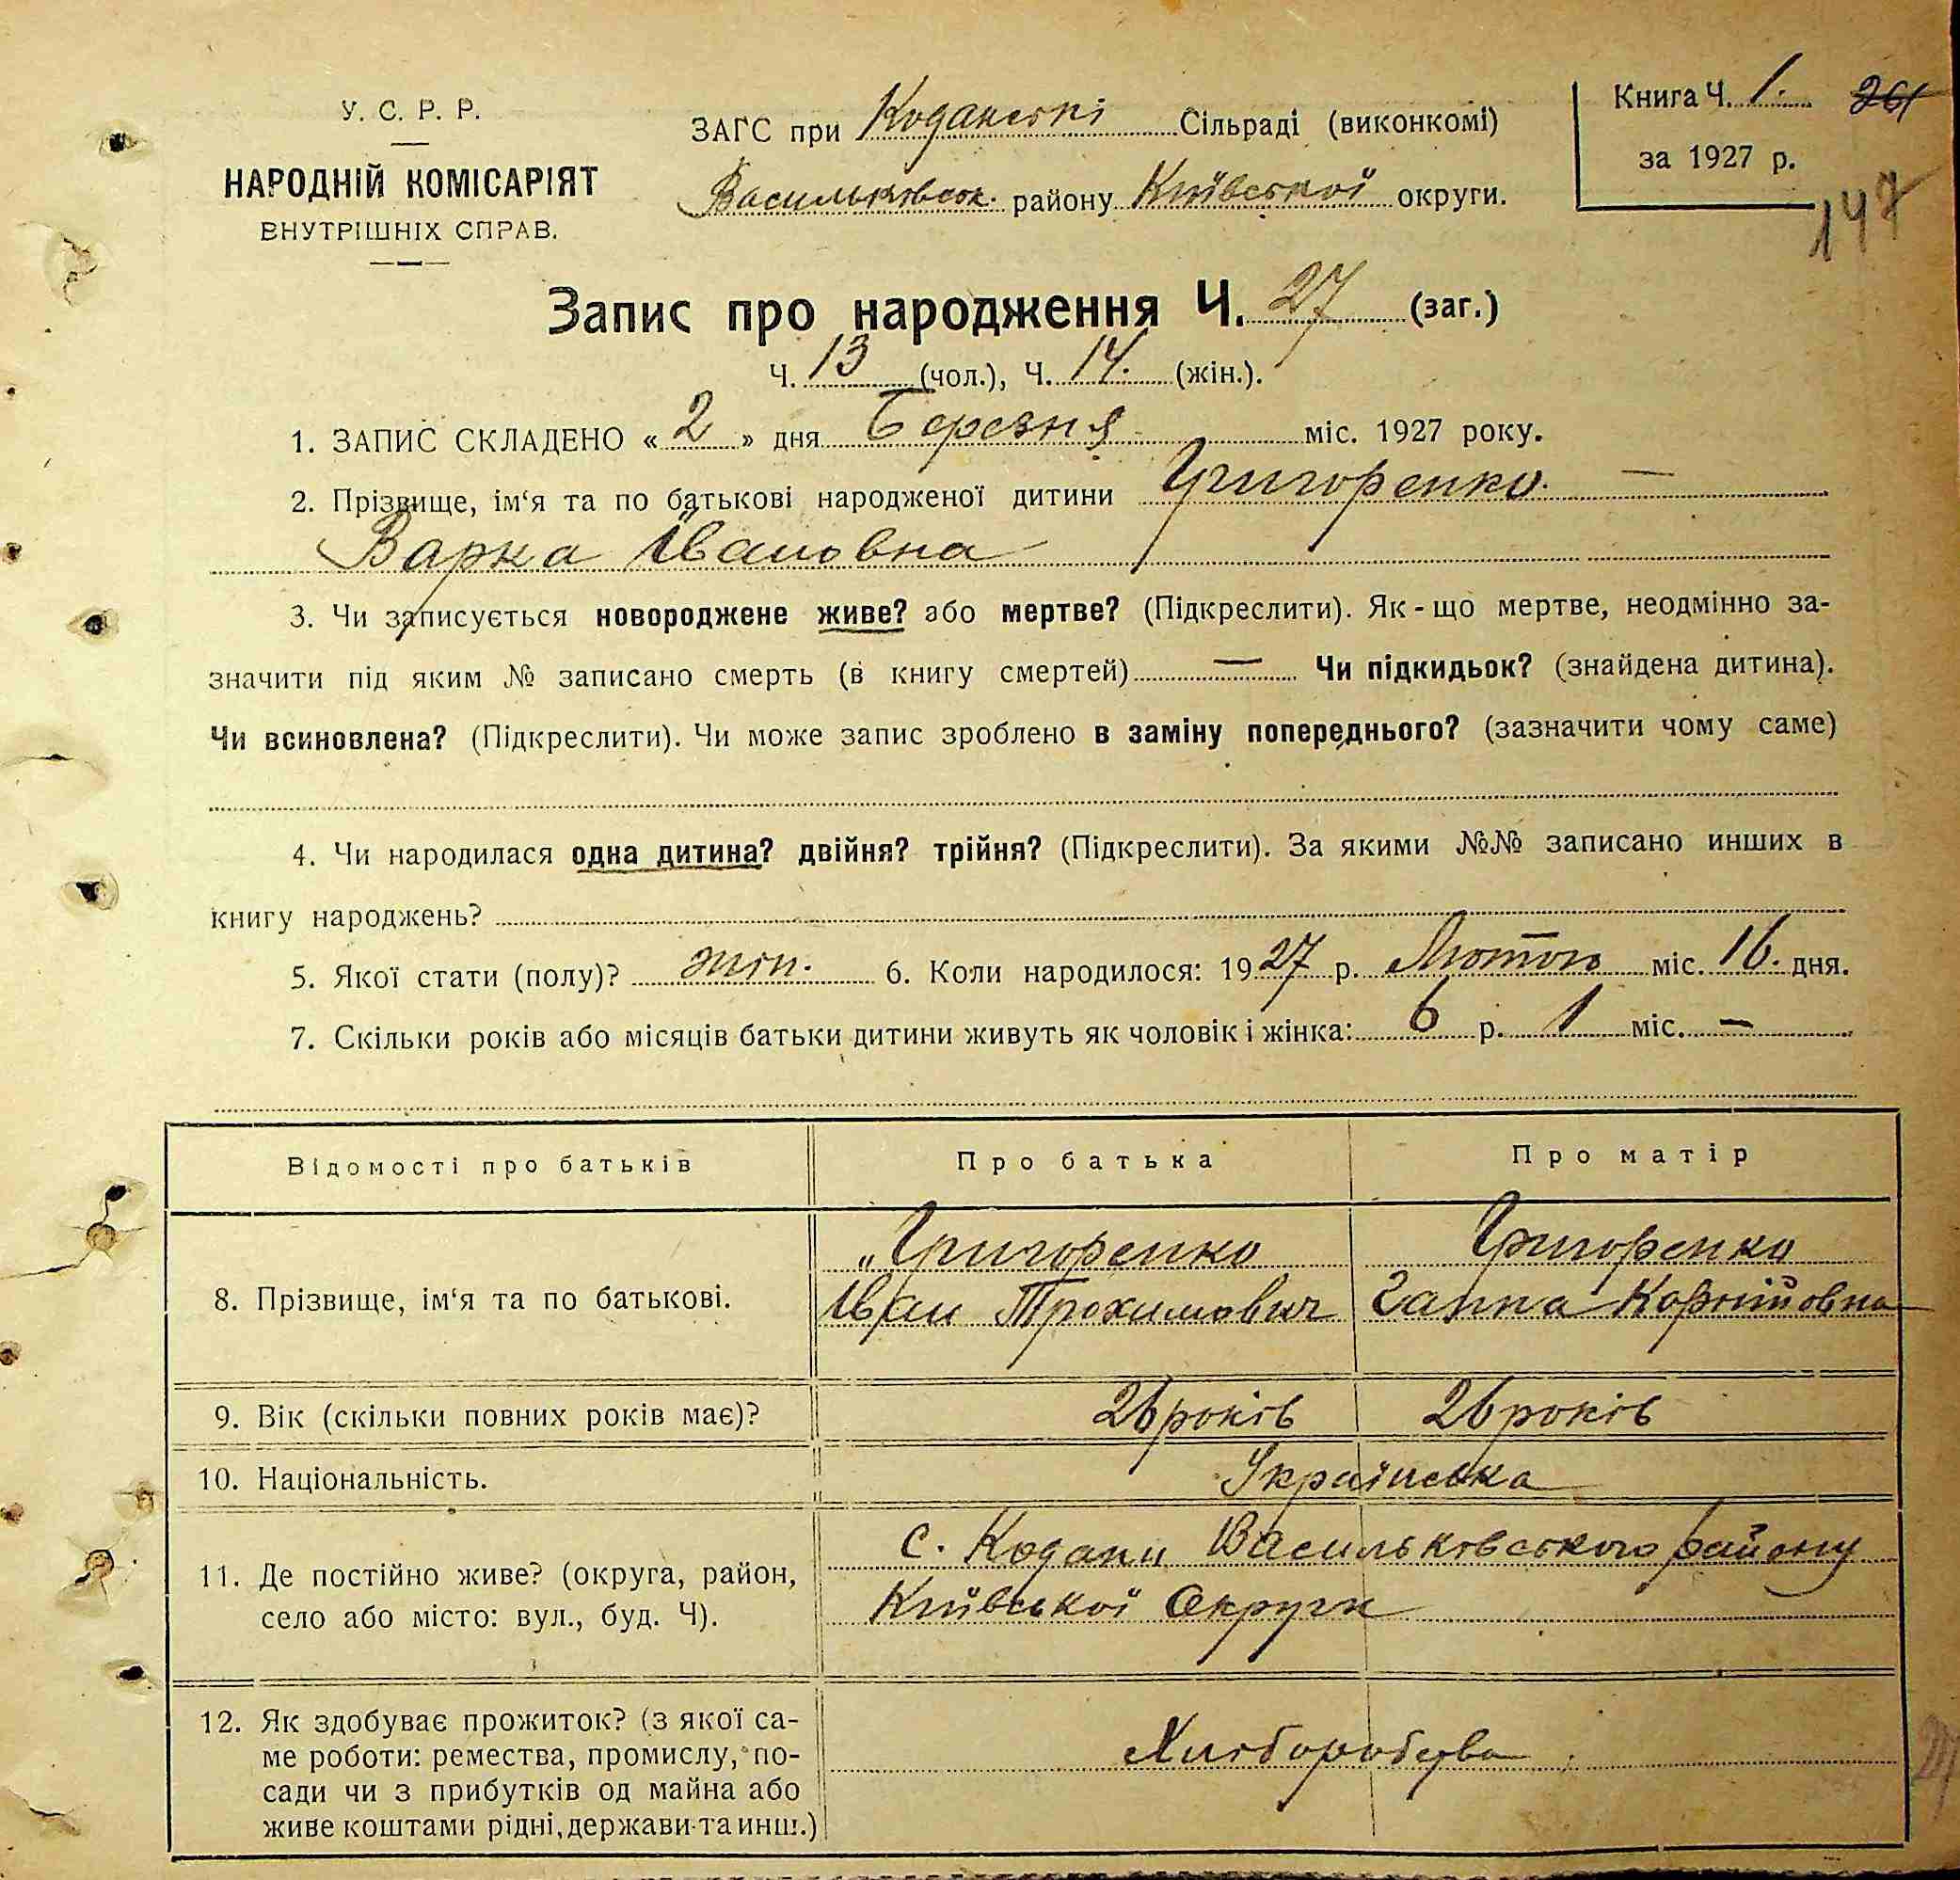 У. С. Р. Р.
НАРОДНІЙ КОМІСАРІЯТ
ВНУТРІШНІХ СПРАВ.
ЗАГС при Коданській Сільраді (виконкомі)
Васильківськ. району Київської округи.
Книга Ч. 1. 261
за 1927 р.
147
Запис про народження Ч. 27 (заг.)
Ч. 13 (чол.), Ч. 14. (жін.).
1. ЗАПИС СКЛАДЕНО « 2 » дня Березня міс. 1927 року.
2. Прізвище, ім‘я та по батькові народженої дитини Григоренко. —
Варка Івановна
3. Чи записується новороджене живе? або мертве? (Підкреслити). Як - що мертве, неодмінно за-
значити під яким № записано смерть (в книгу смертей) — Чи підкидьок? (знайдена дитина).
Чи всиновлена? (Підкреслити). Чи може запис зроблено в заміну попереднього? (зазначити чому саме)
4. Чи народилася одна дитина? двійня? трійня? (Підкреслити). За якими №№ записано инших в
книгу народжень?
5. Якої стати (полу)? жін. 6. Коли народилося: 1927 р. Лютого міс. 16. дня.
7. Скільки років або місяців батьки дитини живуть як чоловік і жінка: 6 р. 1 міс. —
Відомості про батьків Про батька Про матір
8. Прізвище, ім‘я та по батькові.
Григоренко
Іван Трохимович
Григоренко
Ганна Корнійовна
9. Вік (скільки повних років має)? 26 років 26 років
10. Національність. Українська
11. Де постійно живе? (округа, район,
село або місто: вул., буд. Ч).
с. Кодаки Васильківського району
Київської Округи
12. Як здобуває прожиток? (з якої са-
ме роботи: ремества, промислу, по-
сади чи з прибутків од майна або
живе коштами рідні, держави та инш.)
Хліборобство